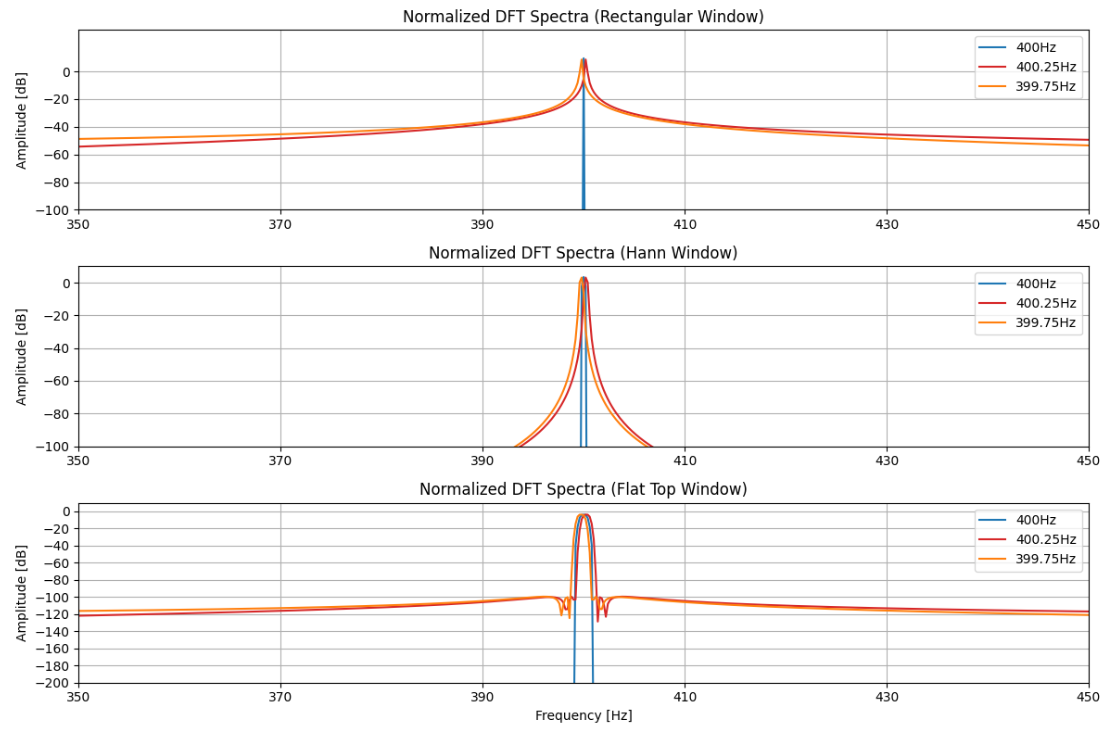 Normalized DFT Spectra (Rectangular Window)
Amplitude [dB]
0
−20
−40
−60
−80
−100
350
370
390
410
430
450
400Hz
400.25Hz
399.75Hz
Normalized DFT Spectra (Hann Window)
Amplitude [dB]
0
−20
−40
−60
−80
−100
350
370
390
410
430
450
400Hz
400.25Hz
399.75Hz
Normalized DFT Spectra (Flat Top Window)
Amplitude [dB]
0
−20
−40
−60
−80
−100
−120
−140
−160
−180
−200
350
370
390
410
430
450
400Hz
400.25Hz
399.75Hz
Frequency [Hz]